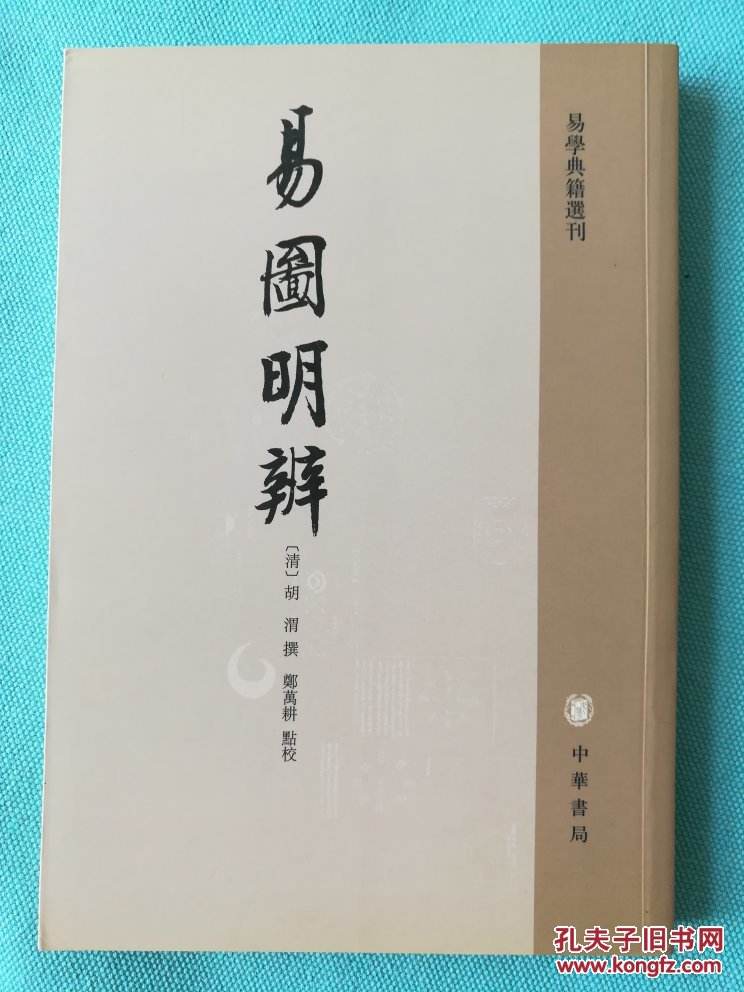 易學典籍選刊
易圖明辨
〔清〕胡渭撰 鄭萬耕 點校
中華書局
孔夫子旧书网
www.kongfz.com